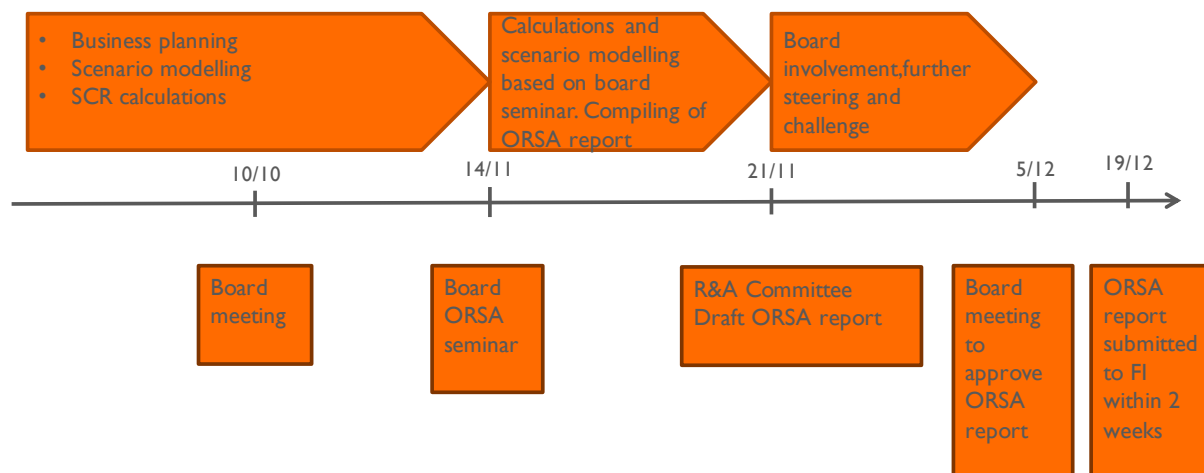 • Business planning
• Scenario modelling
• SCR calculations
Calculations and
scenario modelling
based on board
seminar. Compiling of
ORSA report
Board
involvement,further
steering and
challenge
10/10
14/11
21/11
5/12
19/12
Board
meeting
Board
ORSA
seminar
R&A Committee
Draft ORSA report
Board
meeting
to
approve
ORSA
report
ORSA
report
submitted
to FI
within 2
weeks